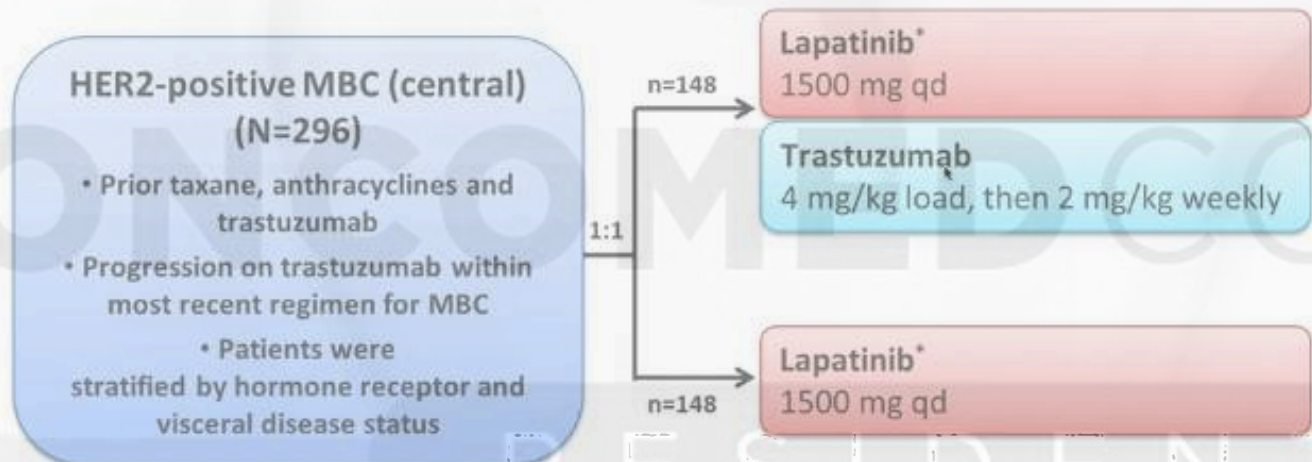 HER2-positive MBC (central)
(N=296)
• Prior taxane, anthracyclines and
trastuzumab
• Progression on trastuzumab within
most recent regimen for MBC
• Patients were
stratified by hormone receptor and
visceral disease status
1:1
n=148
Lapatinib*
1500 mg qd
Trastuzumab
4 mg/kg load, then 2 mg/kg weekly
n=148
Lapatinib*
1500 mg qd
ONCOMEDCO
RESIDEN